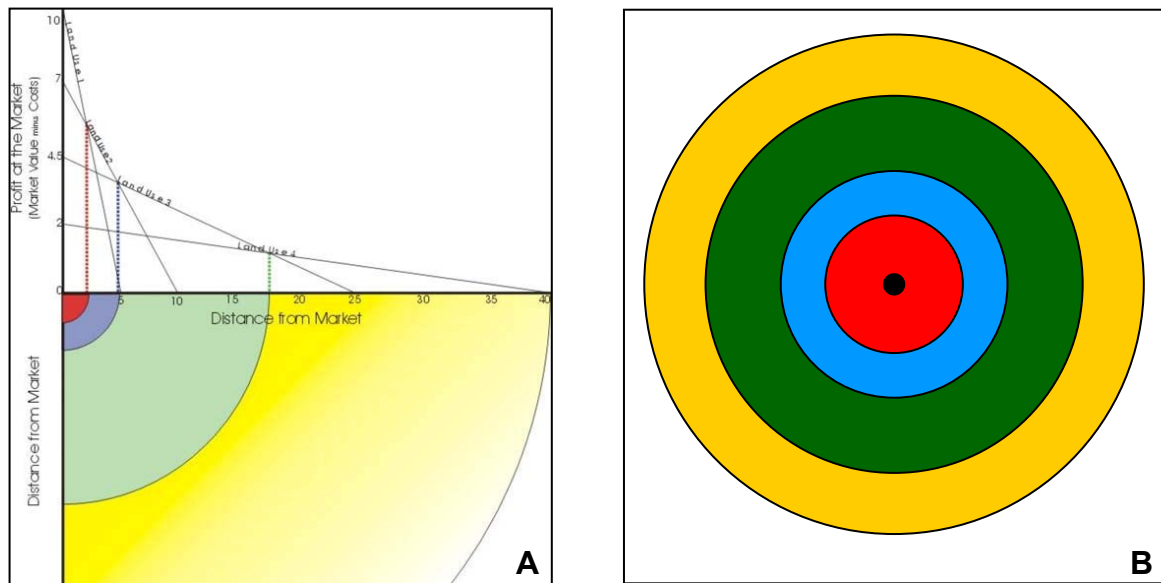 10
Land Use 1
7
Land Use 2
4.5
Land Use 3
2
Land Use 4
0
Profit at the Market
(Market Value minus Costs)
5
10
15
20
25
30
35
40
Distance from Market
Distance from Market
A
B